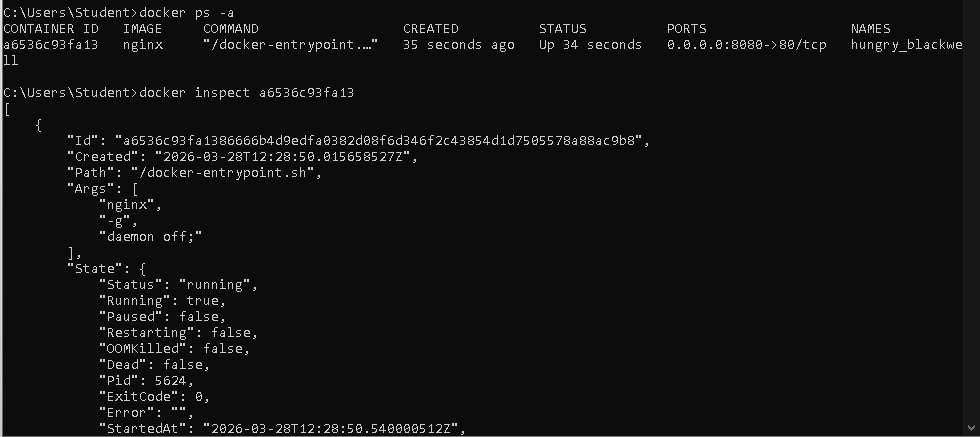 C:\Users\Student>docker ps -a
CONTAINER ID   IMAGE     COMMAND                  CREATED          STATUS          PORTS                  NAMES
a6536c93fa13   nginx     "/docker-entrypoint.…"   35 seconds ago   Up 34 seconds   0.0.0.0:8080->80/tcp   hungry_blackwe
ll
C:\Users\Student>docker inspect a6536c93fa13
[
    {
        "Id": "a6536c93fa1386666b4d9edfa0382d08f6d346f2c43854d1d7505578a88ac9b8",
        "Created": "2026-03-28T12:28:50.015658527Z",
        "Path": "/docker-entrypoint.sh",
        "Args": [
            "nginx",
            "-g",
            "daemon off;"
        ],
        "State": {
            "Status": "running",
            "Running": true,
            "Paused": false,
            "Restarting": false,
            "OOMKilled": false,
            "Dead": false,
            "Pid": 5624,
            "ExitCode": 0,
            "Error": "",
            "StartedAt": "2026-03-28T12:28:50.540000512Z",